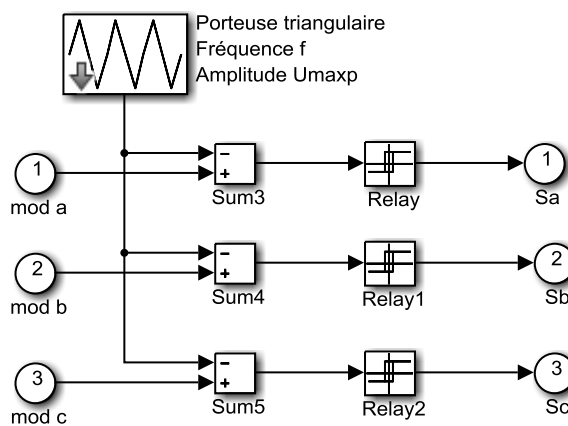 Porteuse triangulaire
Fréquence f
Amplitude Umaxp
1
mod a
−
+
Sum3
Relay
1
Sa
2
mod b
−
+
Sum4
Relay1
2
Sb
3
mod c
−
+
Sum5
Relay2
3
Sc